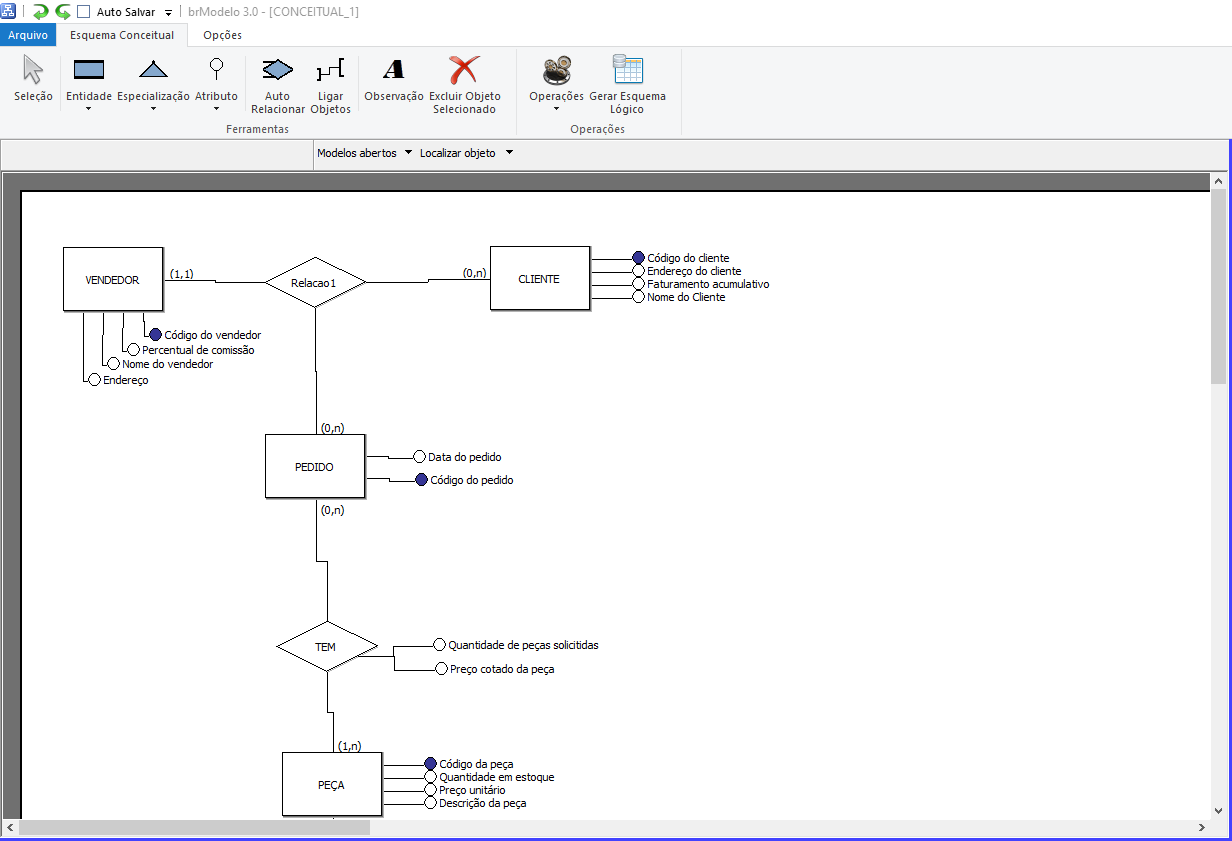 Auto Salvar
brModelo 3.0 - [CONCEITUAL_1]
Arquivo
Esquema Conceitual
Opções
Seleção
Entidade
Especialização
Atributo
Auto
Relacionar
Ligar
Objetos
A
Observação
Excluir Objeto
Selecionado
Operações
Gerar Esquema
Lógico
Ferramentas
Operações
Modelos abertos
Localizar objeto
VENDEDOR
(1,1)
Relacao1
(0,n)
CLIENTE
Código do cliente
Endereço do cliente
Faturamento acumulativo
Nome do Cliente
Código do vendedor
Percentual de comissão
Nome do vendedor
Endereço
(0,n)
PEDIDO
Data do pedido
Código do pedido
(0,n)
TEM
Quantidade de peças solicitidas
Preço cotado da peça
(1,n)
PEÇA
Código da peça
Quantidade em estoque
Preço unitário
Descrição da peça